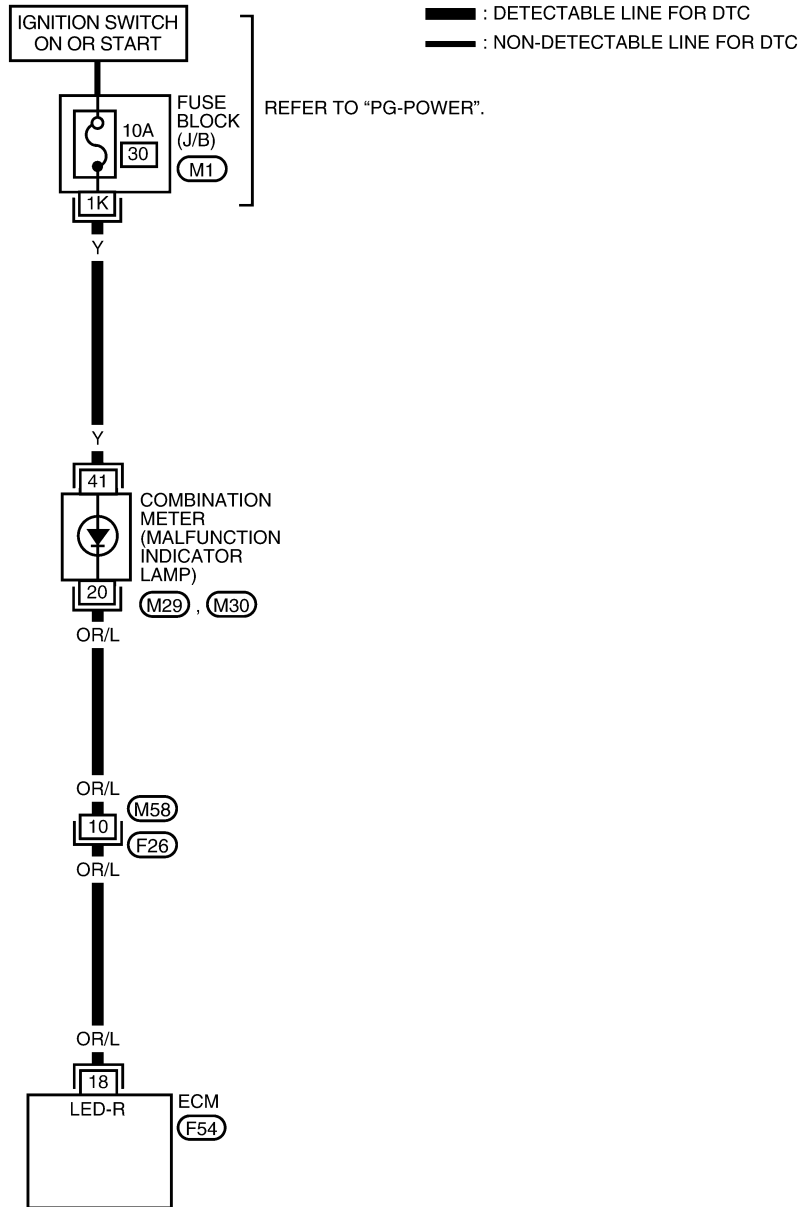 IGNITION SWITCH
ON OR START
: DETECTABLE LINE FOR DTC
: NON-DETECTABLE LINE FOR DTC
FUSE
BLOCK
(J/B)
10A
30
M1
REFER TO “PG-POWER”.
1K
Y
Y
41
COMBINATION
METER
(MALFUNCTION
INDICATOR
LAMP)
20
M29 , M30
OR/L
OR/L
M58
10
F26
OR/L
OR/L
18
LED-R
ECM
F54